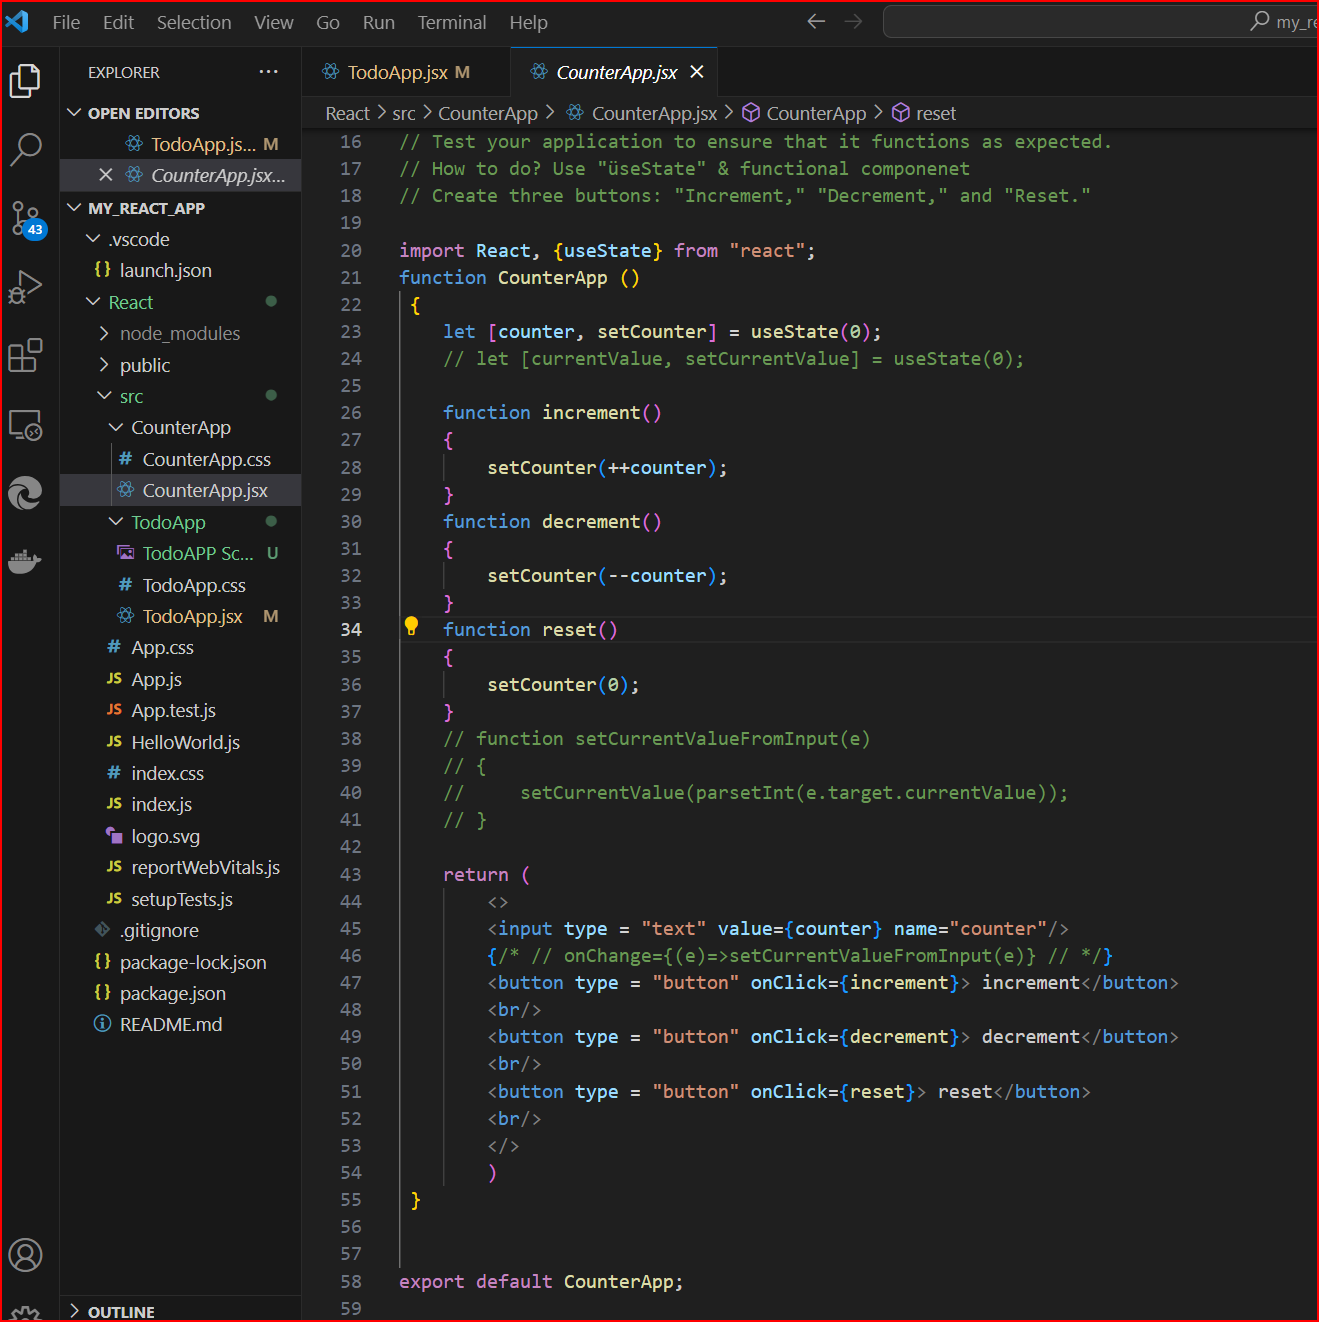 File Edit Selection View Go Run Terminal Help my_re
EXPLORER ...
OPEN EDITORS
TodoApp.js... M
CounterApp.jsx...
MY_REACT_APP
.vscode
{} launch.json
React
node_modules
public
src
CounterApp
# CounterApp.css
CounterApp.jsx
TodoApp
TodoAPP Sc... U
# TodoApp.css
TodoApp.jsx M
# App.css
JS App.js
JS App.test.js
JS HelloWorld.js
# index.css
JS index.js
logo.svg
JS reportWebVitals.js
JS setupTests.js
.gitignore
{} package-lock.json
{} package.json
README.md
OUTLINE
43
TodoApp.jsx M CounterApp.jsx
React > src > CounterApp > CounterApp.jsx > CounterApp > reset
16 // Test your application to ensure that it functions as expected.
17 // How to do? Use "üseState" & functional componenet
18 // Create three buttons: "Increment," "Decrement," and "Reset."
19
20 import React, {useState} from "react";
21 function CounterApp ()
22 {
23 let [counter, setCounter] = useState(0);
24 // let [currentValue, setCurrentValue] = useState(0);
25
26 function increment()
27 {
28 setCounter(++counter);
29 }
30 function decrement()
31 {
32 setCounter(--counter);
33 }
34 function reset()
35 {
36 setCounter(0);
37 }
38 // function setCurrentValueFromInput(e)
39 // {
40 // setCurrentValue(parsetInt(e.target.currentValue));
41 // }
42
43 return (
44 <>
45 <input type = "text" value={counter} name="counter"/>
46 {/* // onChange={(e)=>setCurrentValueFromInput(e)} // */}
47 <button type = "button" onClick={increment}> increment</button>
48 <br/>
49 <button type = "button" onClick={decrement}> decrement</button>
50 <br/>
51 <button type = "button" onClick={reset}> reset</button>
52 <br/>
53 </>
54 )
55 }
56
57
58 export default CounterApp;
59